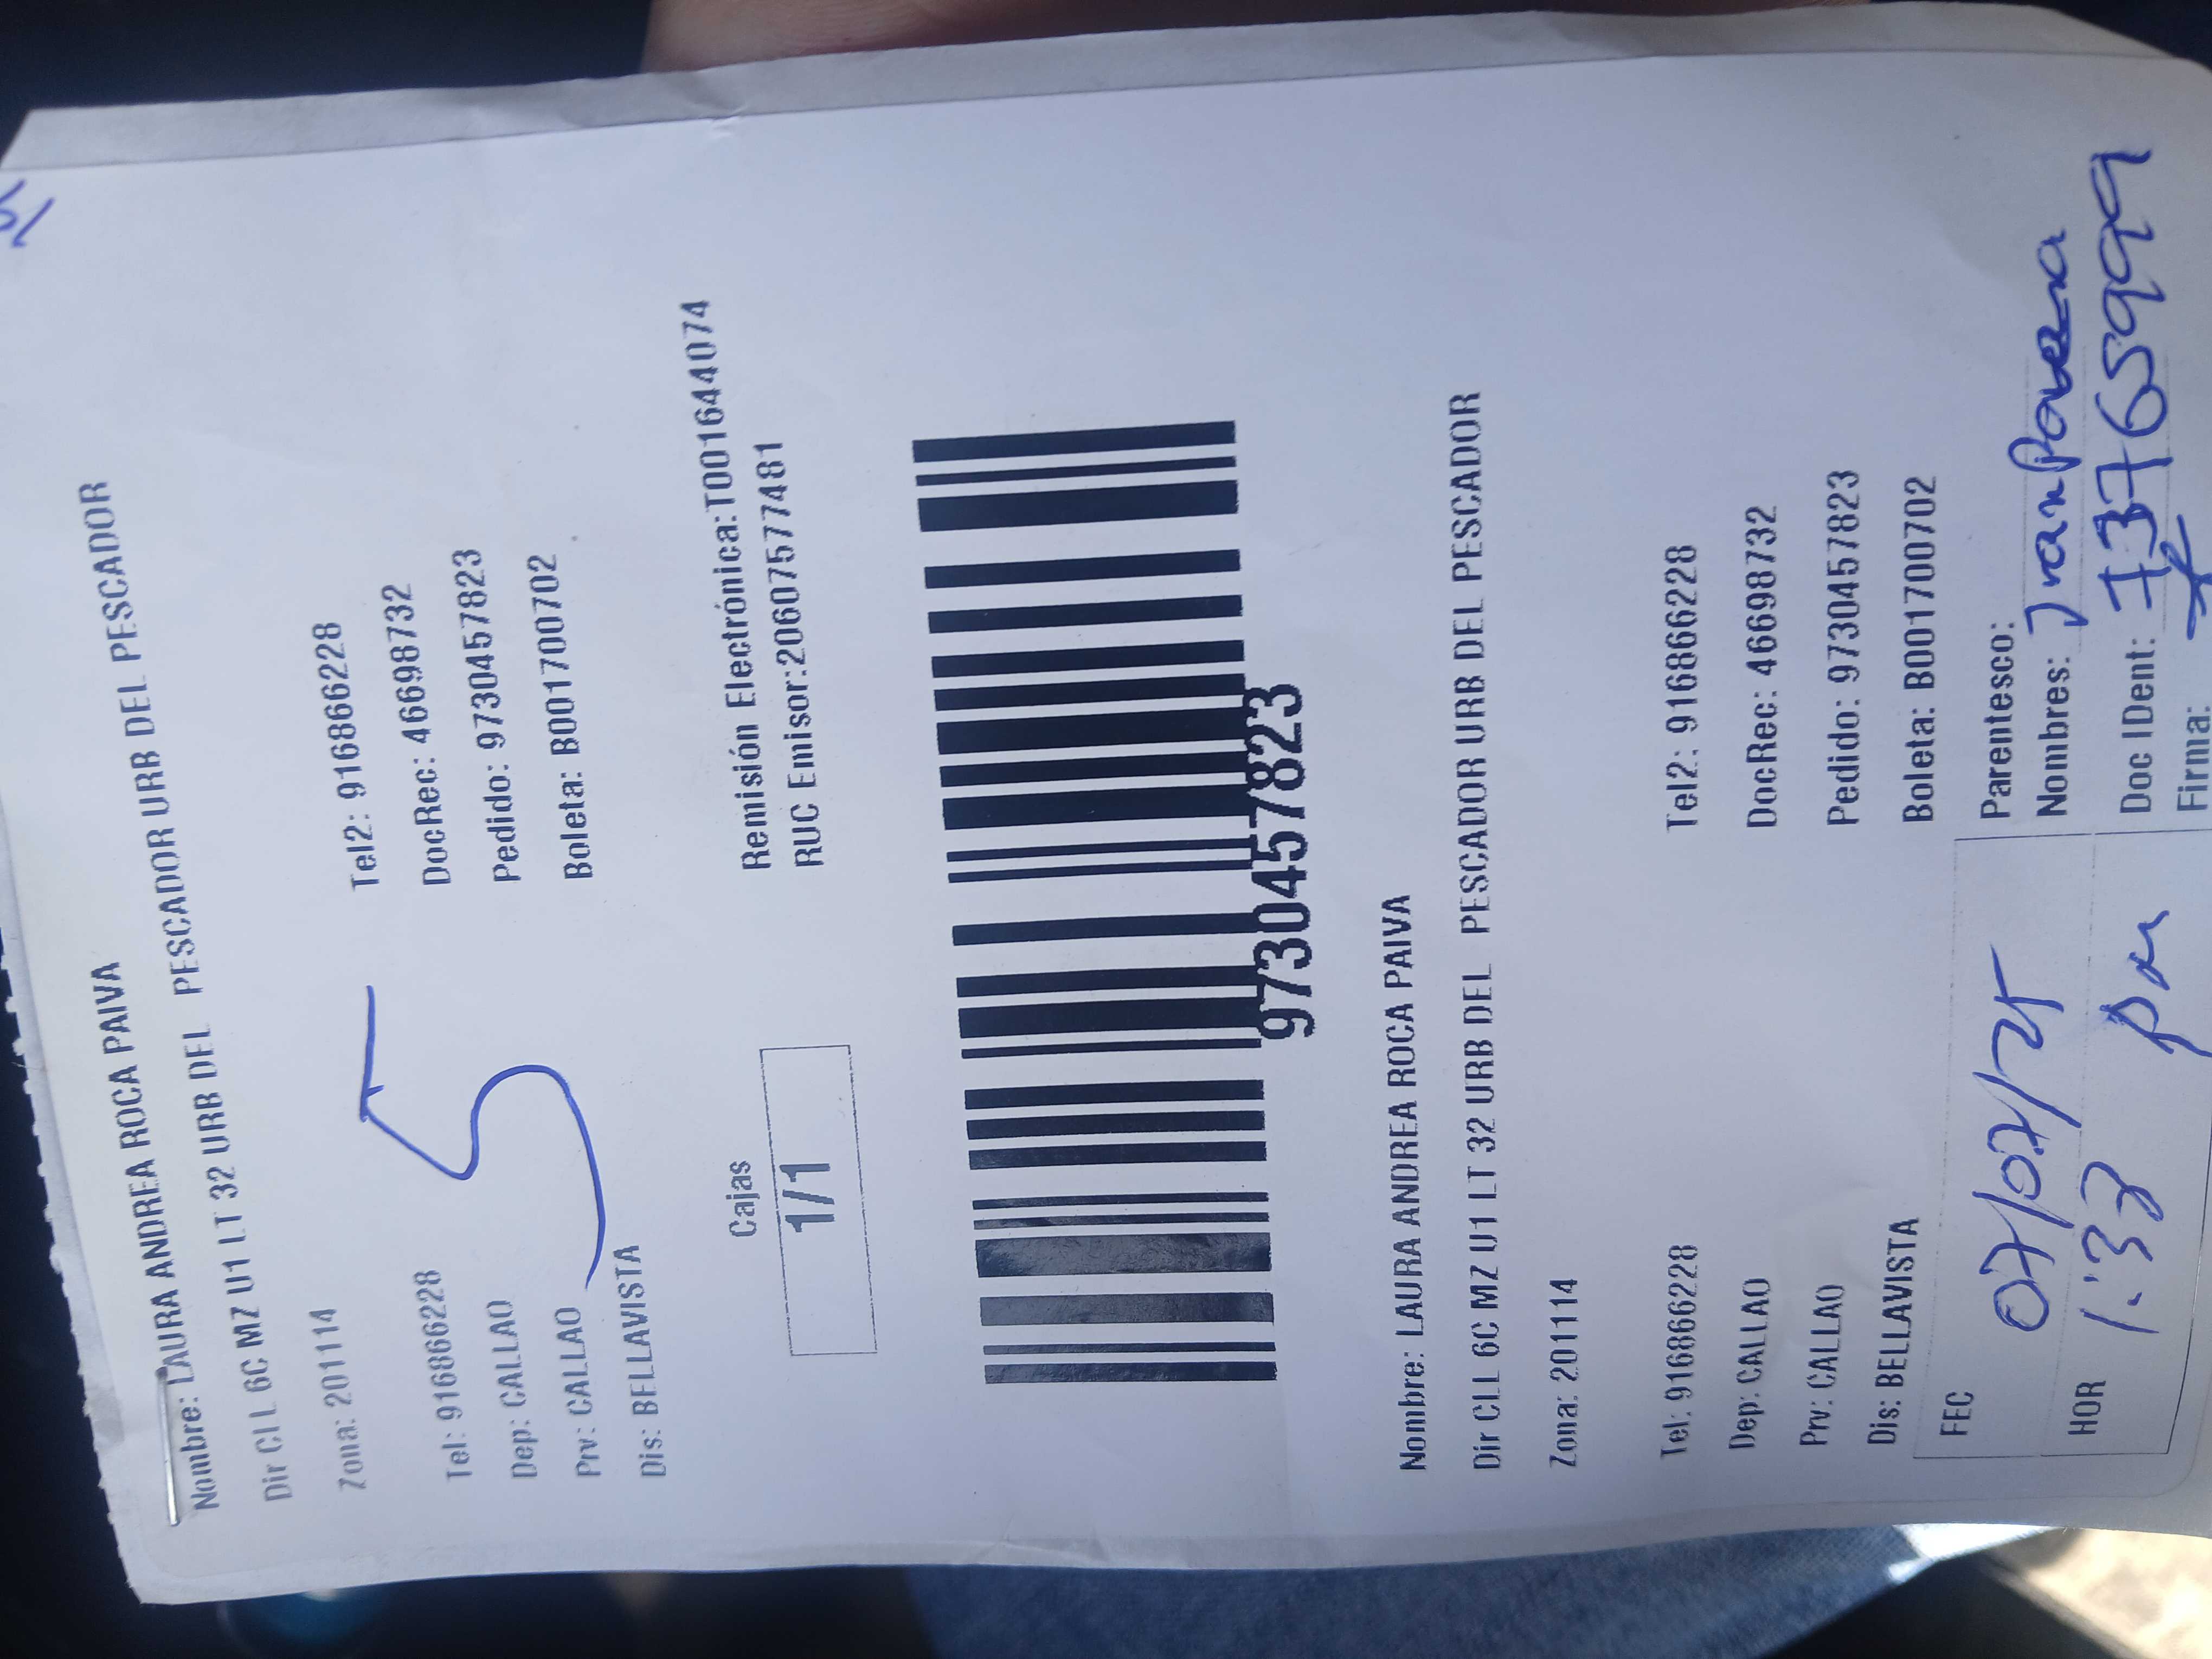 Nombre: LAURA ANDREA ROCA PAIVA
Dir CLL 6C MZ U1 LT 32 URB DEL PESCADOR URB DEL PESCADOR
Zona: 201114
Tel: 916866228 Tel2: 916866228
Dep: CALLAO DocRec: 46698732
Prv: CALLAO Pedido: 9730457823
Dis: BELLAVISTA Boleta: B001700702
5
Cajas
1/1
Remisión Electrónica:T001644074
RUC Emisor:20607577481
9730457823
Nombre: LAURA ANDREA ROCA PAIVA
Dir CLL 6C MZ U1 LT 32 URB DEL PESCADOR URB DEL PESCADOR
Zona: 201114
Tel: 916866228 Tel2: 916866228
Dep: CALLAO DocRec: 46698732
Prv: CALLAO Pedido: 9730457823
Dis: BELLAVISTA Boleta: B001700702
FEC 07/07/25 Parentesco:
Nombres:
HOR 1:37 pm Doc IDent:
Firma: